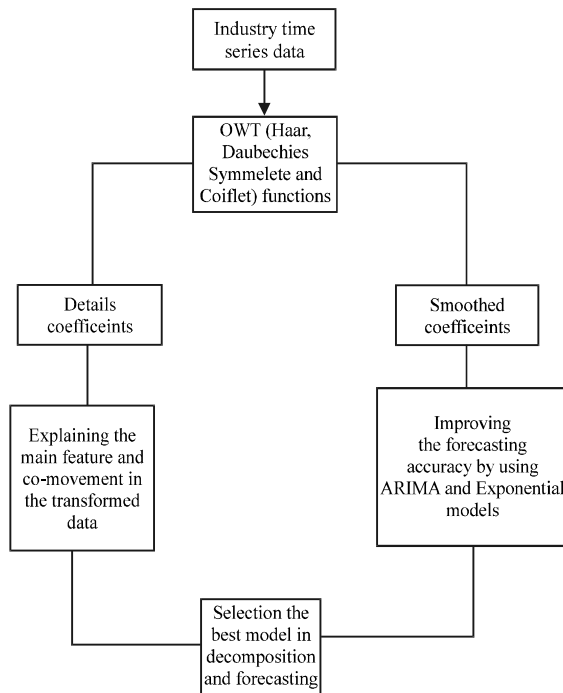 Industry time
series data
OWT (Haar,
Daubechies
Symmelete and
Coiflet) functions
Details
coefficeints
Smoothed
coefficeints
Explaining the
main feature and
co-movement in
the transformed
data
Improving
the forecasting
accuracy by using
ARIMA and Exponential
models
Selection the
best model in
decomposition
and forecasting